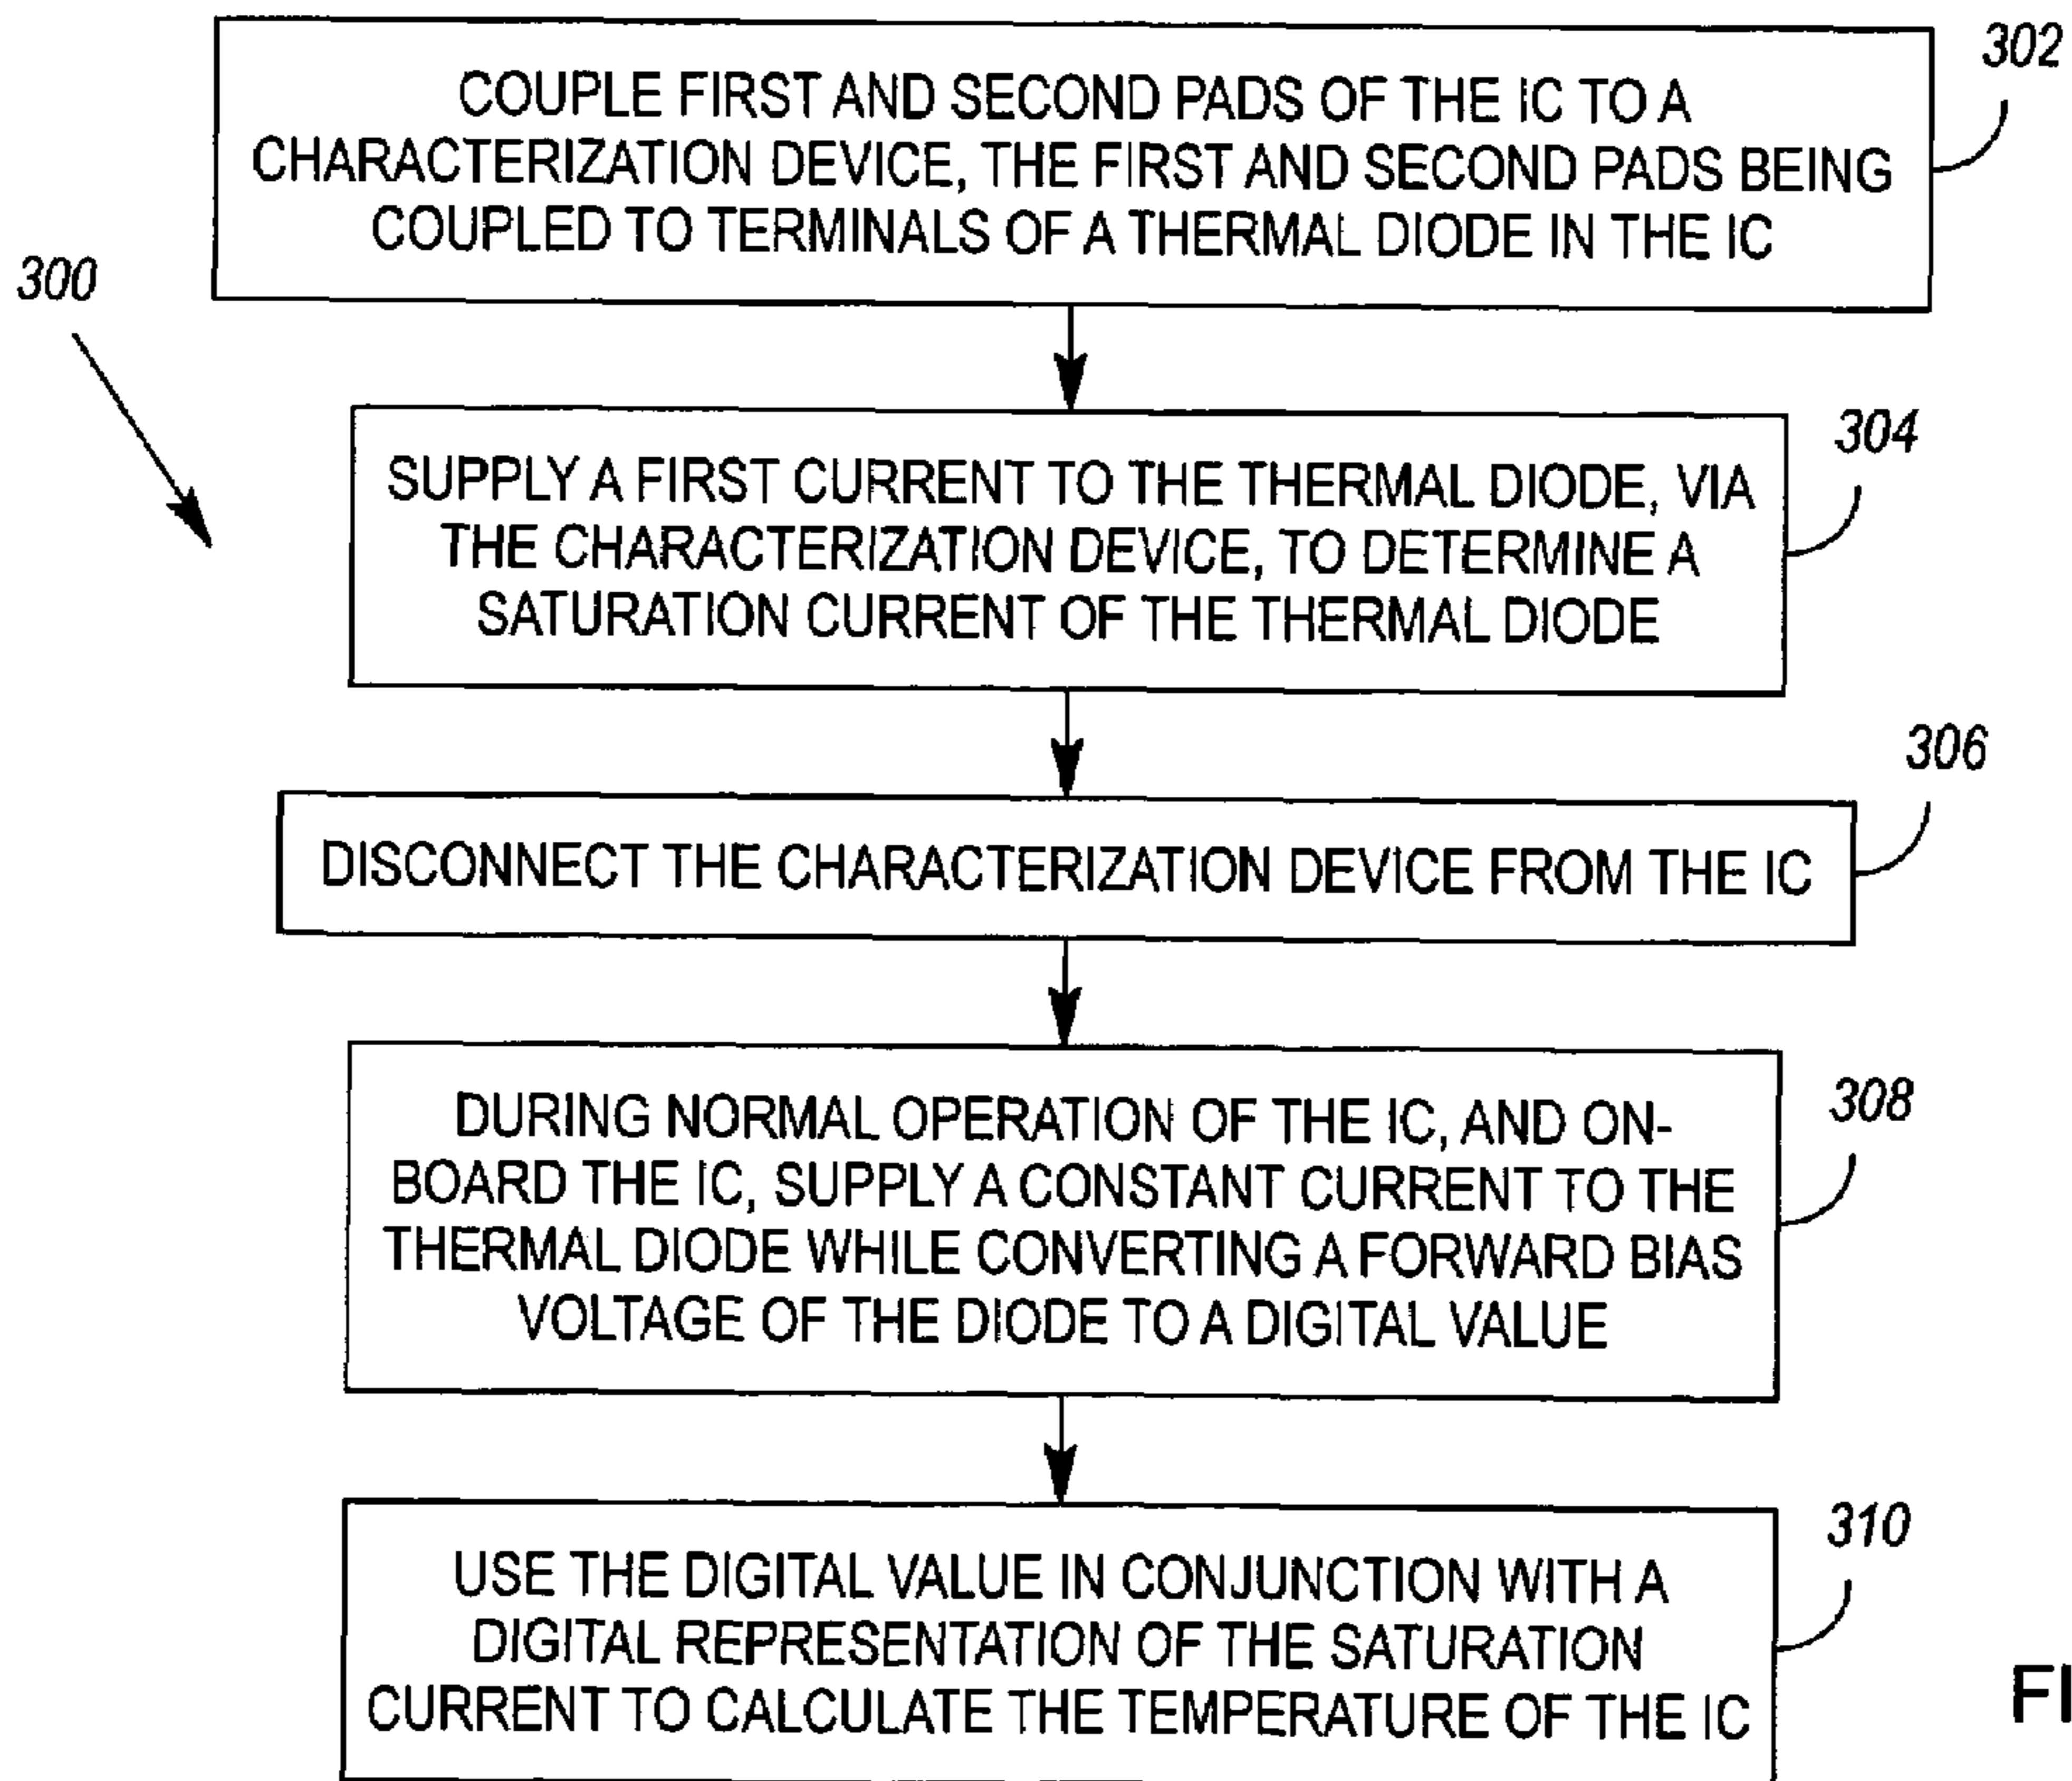 302
COUPLE FIRST AND SECOND PADS OF THE IC TO A
CHARACTERIZATION DEVICE, THE FIRST AND SECOND PADS BEING
COUPLED TO TERMINALS OF A THERMAL DIODE IN THE IC
300
304
SUPPLY A FIRST CURRENT TO THE THERMAL DIODE, VIA
THE CHARACTERIZATION DEVICE, TO DETERMINE A
SATURATION CURRENT OF THE THERMAL DIODE
306
DISCONNECT THE CHARACTERIZATION DEVICE FROM THE IC
308
DURING NORMAL OPERATION OF THE IC, AND ON-
BOARD THE IC, SUPPLY A CONSTANT CURRENT TO THE
THERMAL DIODE WHILE CONVERTING A FORWARD BIAS
VOLTAGE OF THE DIODE TO A DIGITAL VALUE
310
USE THE DIGITAL VALUE IN CONJUNCTION WITH A
DIGITAL REPRESENTATION OF THE SATURATION
CURRENT TO CALCULATE THE TEMPERATURE OF THE IC
FI